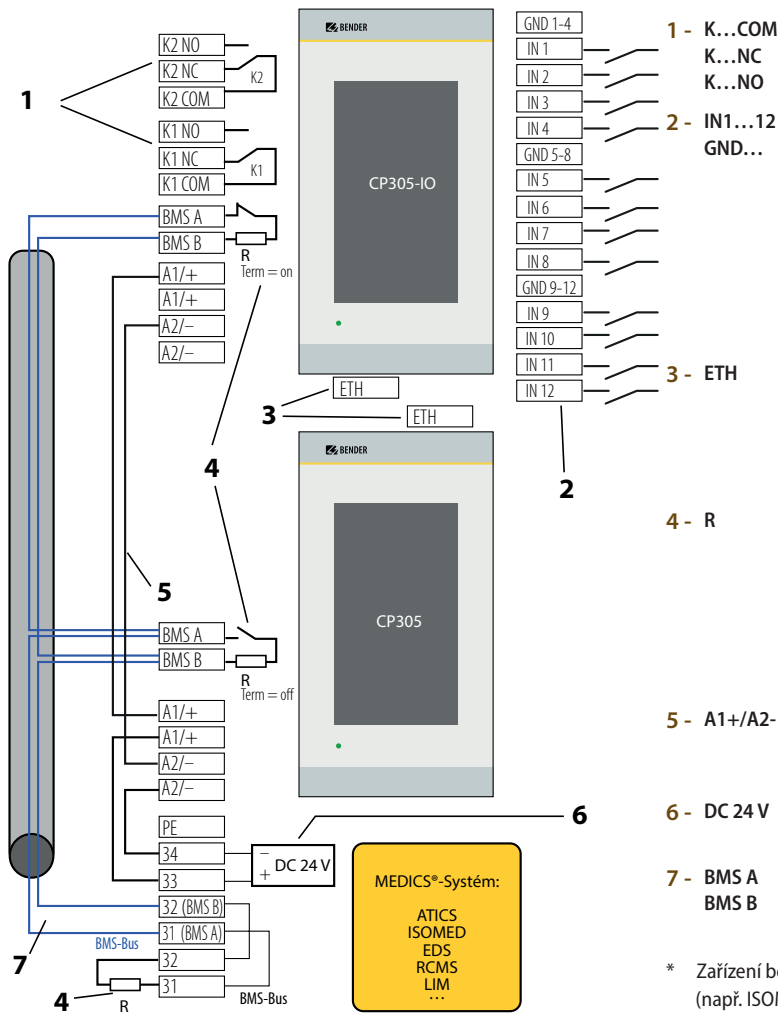 BENDER
CP305-IO
K2 NO
K2 NC
K2 COM
K2
K1 NO
K1 NC
K1 COM
K1
1
BMS A
BMS B
R
Term = on
A1/+
A1/+
A2/−
A2/−
GND 1-4
IN 1
IN 2
IN 3
IN 4
GND 5-8
IN 5
IN 6
IN 7
IN 8
GND 9-12
IN 9
IN 10
IN 11
IN 12
2
ETH
ETH
3
4
5
BENDER
CP305
BMS A
BMS B
R
Term = off
A1/+
A1/+
A2/−
A2/−
PE
34
33
32 (BMS B)
31 (BMS A)
32
31
− DC 24 V
+
6
BMS-Bus
BMS-Bus
7
4
R
MEDICS®-Systém:
ATICS
ISOMED
EDS
RCMS
LIM
...
1 - K...COM
K...NC
K...NO
2 - IN1...12
GND...
3 - ETH
4 - R
5 - A1+/A2-
6 - DC 24 V
7 - BMS A
BMS B
* Zařízení
(např.